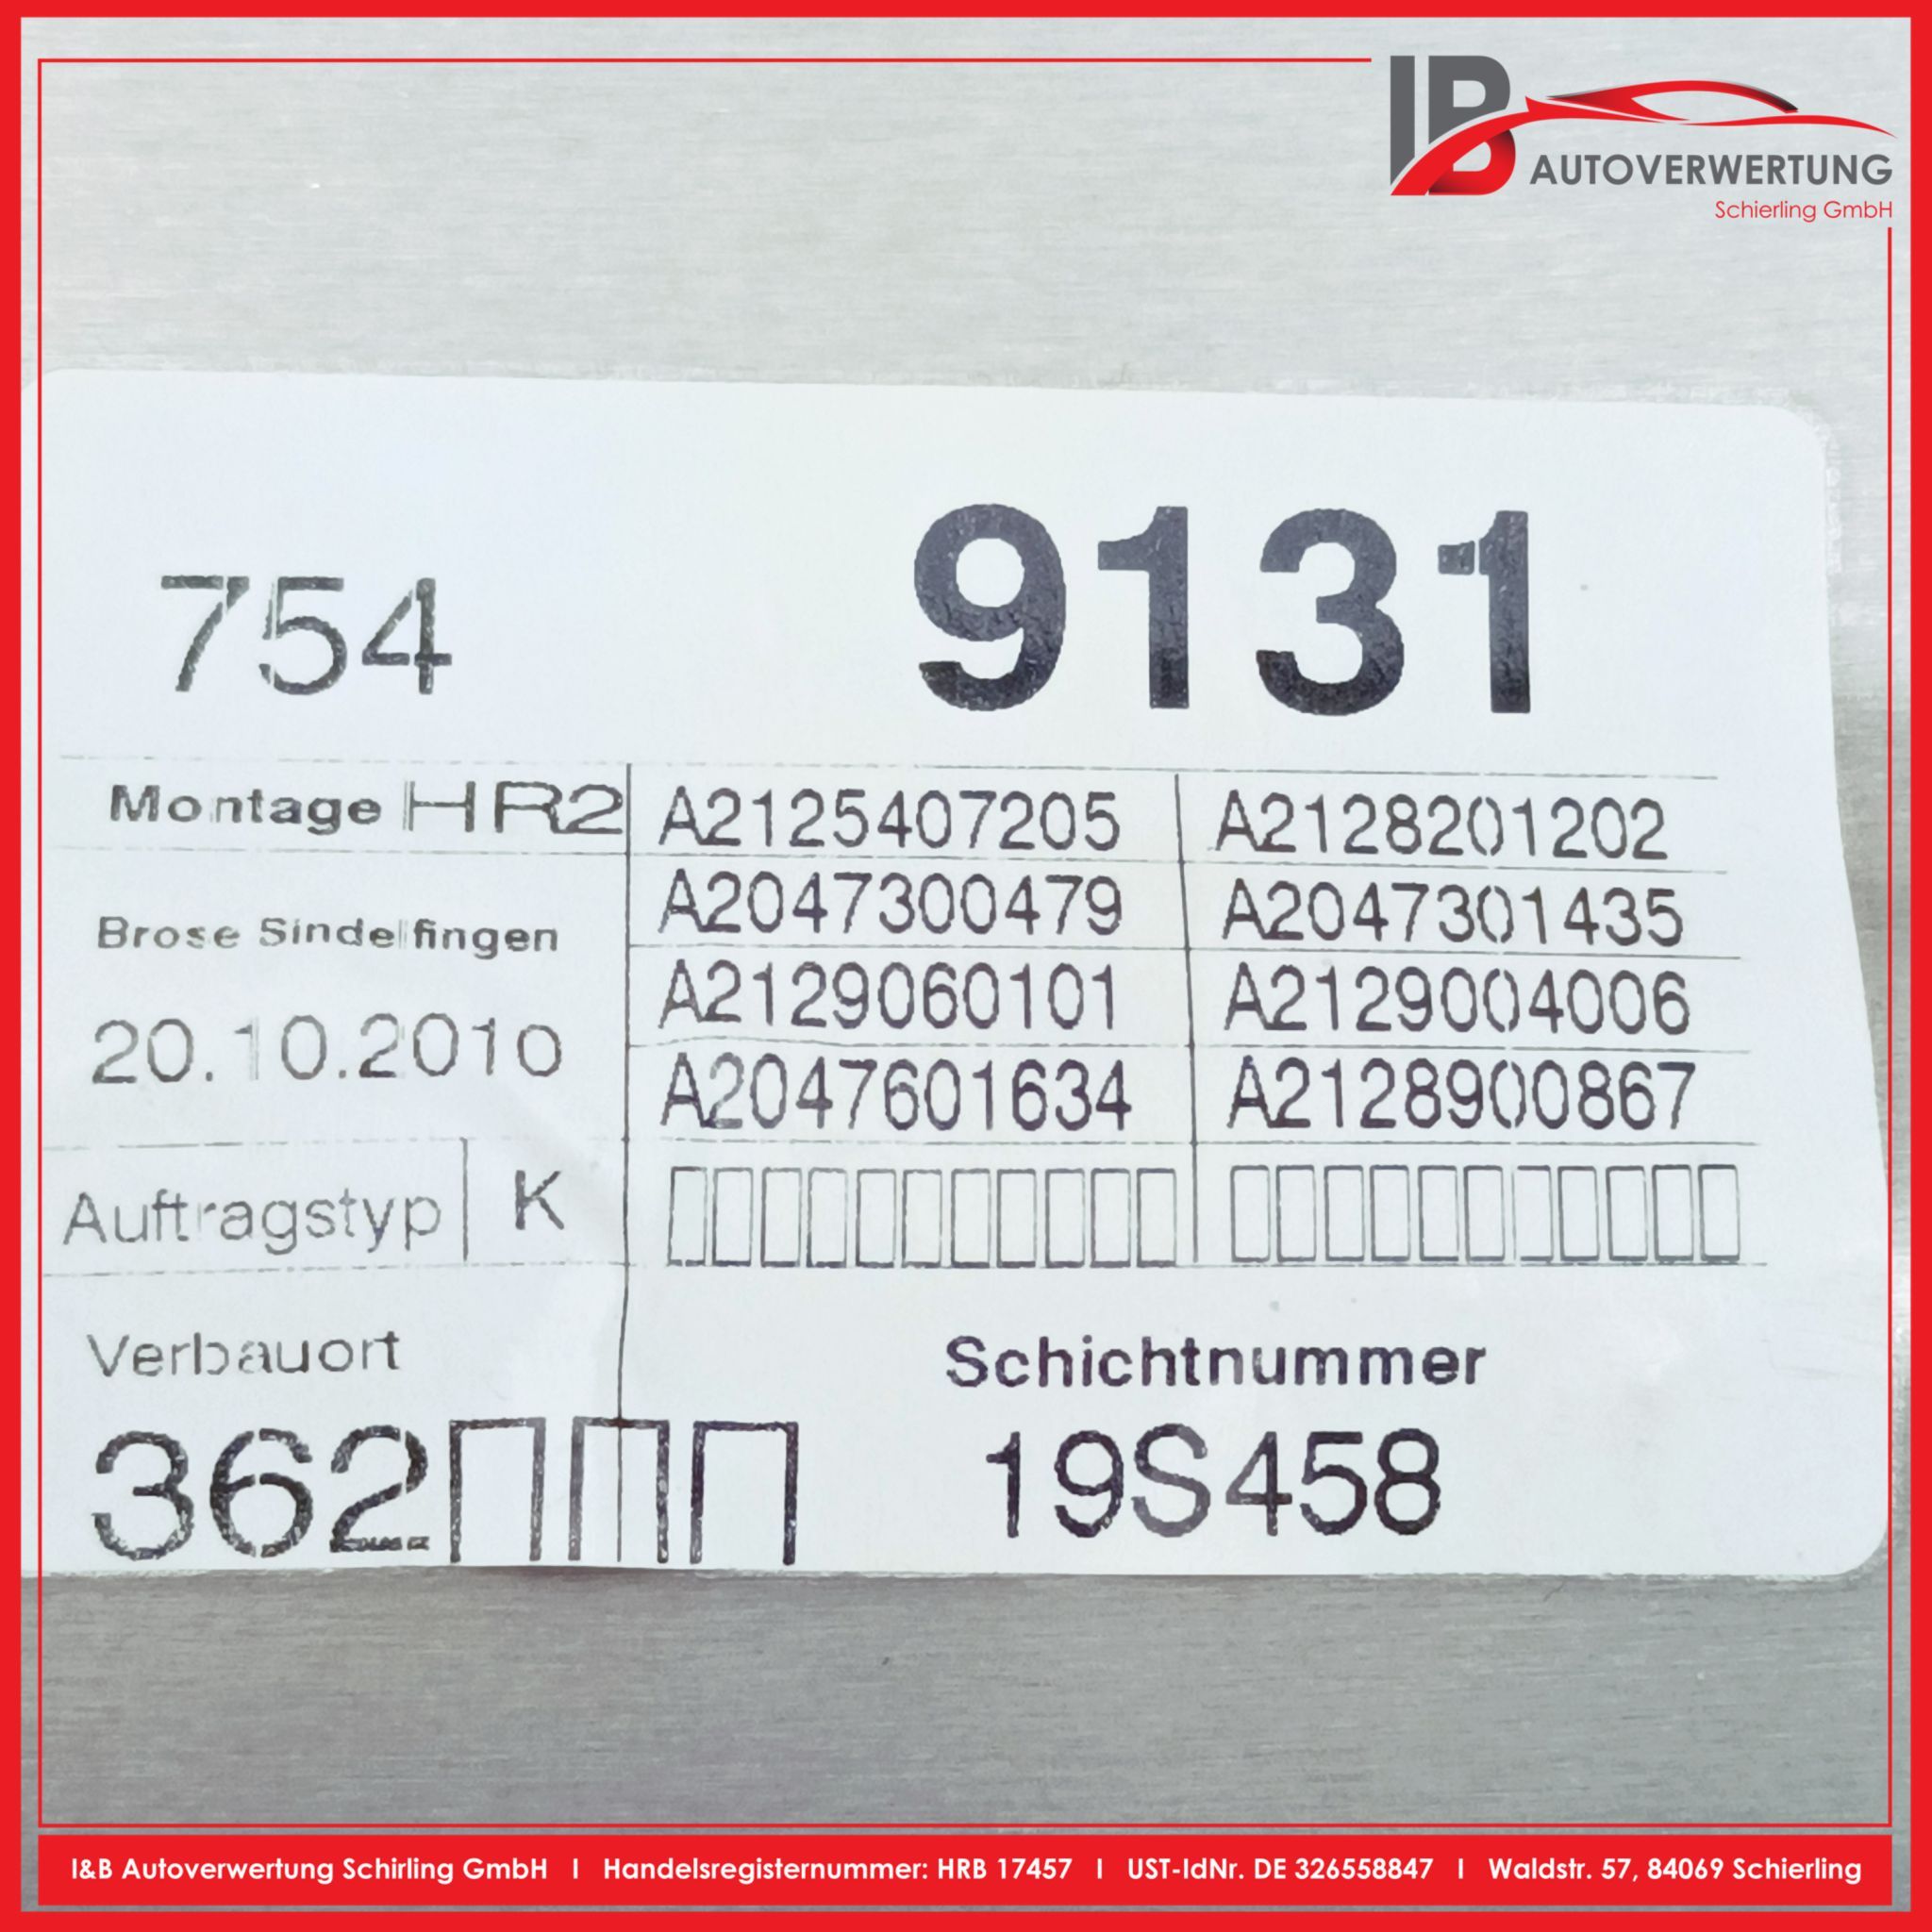 IB AUTOVERWERTUNG
Schierling GmbH
754 9131
Montage HR2 A2125407205 A2128201202
A2047300479 A2047301435
Brose Sindelfingen
A2129060101 A2129004006
20.10.2010
A2047601634 A2128900867
Auftragstyp K
Verbauort Schichtnummer
362 19S458
I&B Autoverwertung Schirling GmbH I Handelsregisternummer: HRB 17457 I UST-IdNr. DE 326558847 I Waldstr. 57, 84069 Schierling